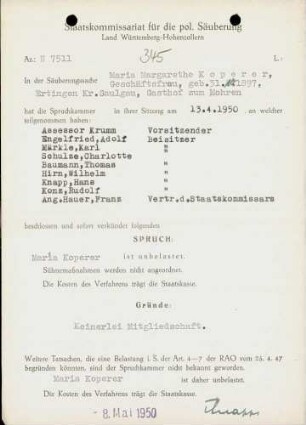 Staatskommissariat für die pol. Säuberung
Land Württemberg-Hohenzollern
Az: N 7511
345
L:
Maria Margarethe Koperer,
In der Säuberungssache
Geschäftsfrau, geb.31. 1897,
Ertingen Kr.Saulgau, Gasthof zum Mohren
hat die Spruchkammer in ihrer Sitzung am 13.4.1950 an welcher
teilgenommen haben:
Assessor Krumm Vorsitzender
Engelfried,Adolf Beisitzer
Märkle,Karl "
Schulze,Charlotte "
Baumann,Thomas "
Hirn,Wilhelm "
Knapp,Hans "
Konz,Rudolf "
Ang.Hauer,Franz Vertr.d.Staatskommissars
beschlossen und sofort verkündet folgenden
SPRUCH:
Maria Koperer ist unbelastet.
Sühnemaßnahmen werden nicht angeordnet.
Die Kosten des Verfahrens trägt die Staatskasse.
Gründe:
Keinerlei Mitgliedschaft.
Weitere Tatsachen, die eine Belastung i. S. der Art. 4–7 der RAO vom 26. 4. 47
begründen können, sind der Spruchkammer nicht bekannt geworden.
Maria Koperer ist daher unbelastet.
Die Kosten des Verfahrens trägt die Staatskasse.
- 8. Mai 1950